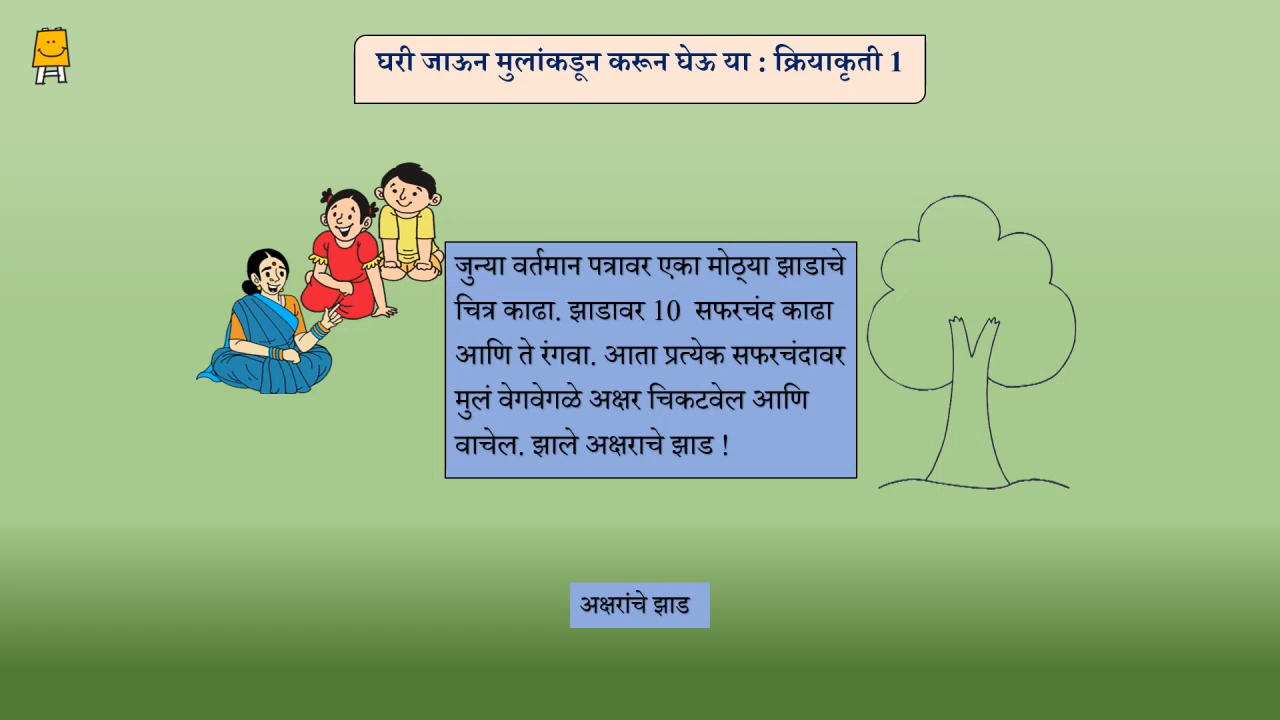 घरी जाऊन मुलांकडून करून घेऊ या : क्रियाकृती 1
जुन्या वर्तमान पत्रावर एका मोठ्या झाडाचे
चित्र काढा. झाडावर 10 सफरचंद काढा
आणि ते रंगवा. आता प्रत्येक सफरचंदावर
मुलं वेगवेगळे अक्षर चिकटवेल आणि
वाचेल. झाले अक्षराचे झाड !
अक्षरांचे झाड